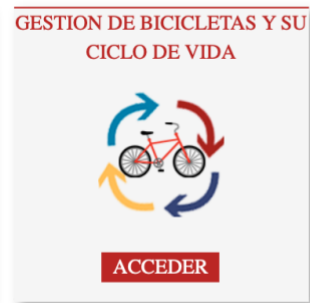 GESTION DE BICICLETAS Y SU
CICLO DE VIDA
ACCEDER